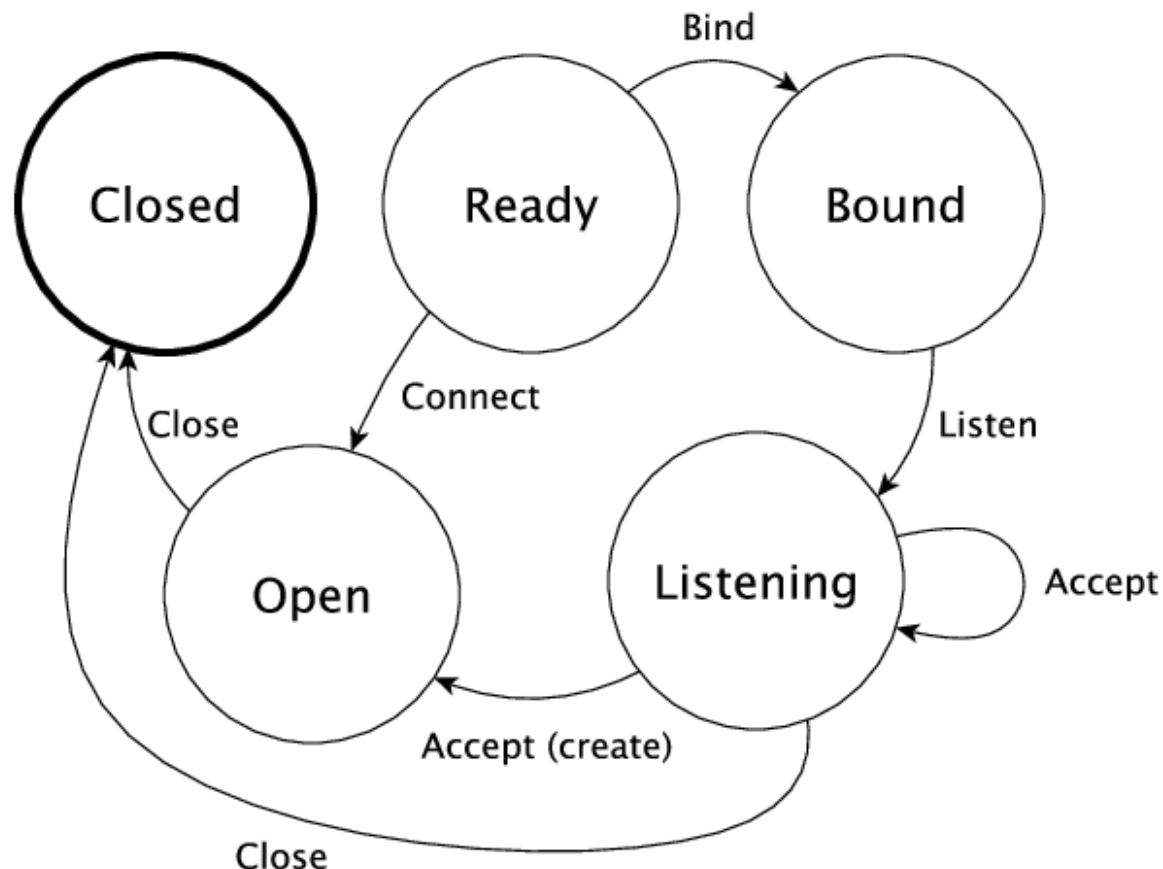 Bind
Closed
Ready
Bound
Connect
Close
Listen
Open
Listening
Accept
Accept (create)
Close